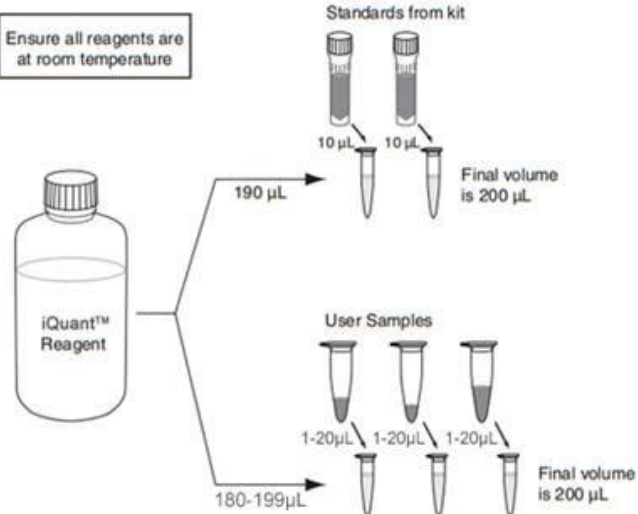 Ensure all reagents are
at room temperature
Standards from kit
10 µL
10 µL
190 µL
Final volume
is 200 µL
iQuant™
Reagent
User Samples
1-20µL
1-20µL
1-20µL
180-199µL
Final volume
is 200 µL